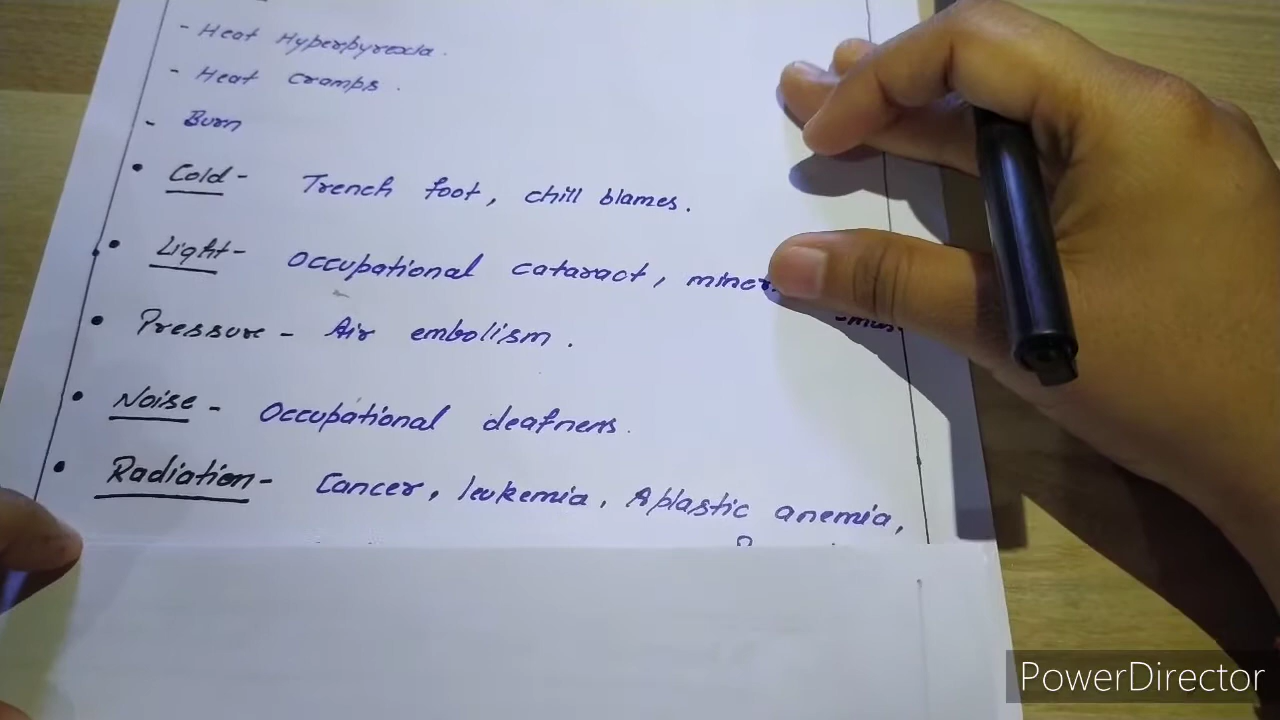 - Heat Hyperpyrexia.
- Heat cramps.
- Burn
• Cold - Trench foot, chill blames.
• Light - Occupational cataract,
• Pressure - Air embolism.
• Noise - Occupational deafness.
• Radiation - Cancer, leukemia, Aplastic anemia,
PowerDirector